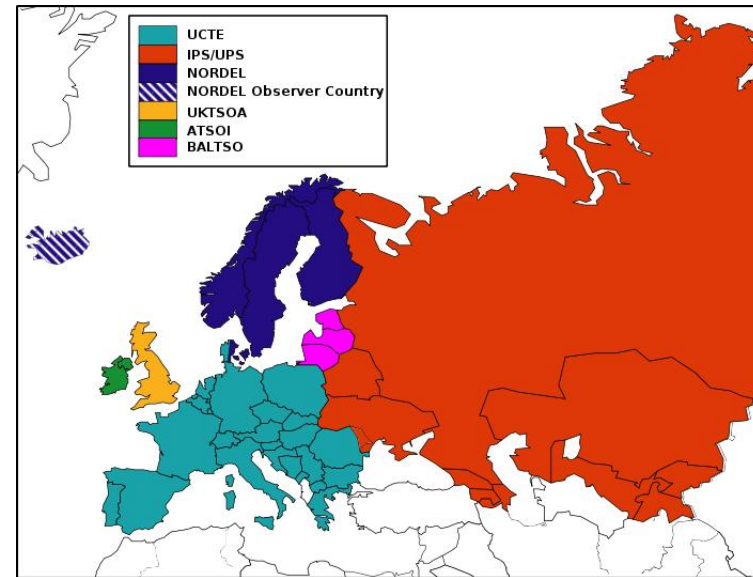 UCTE
IPS/UPS
NORDEL
NORDEL Observer Country
UKTSOA
ATSOI
BALTSO